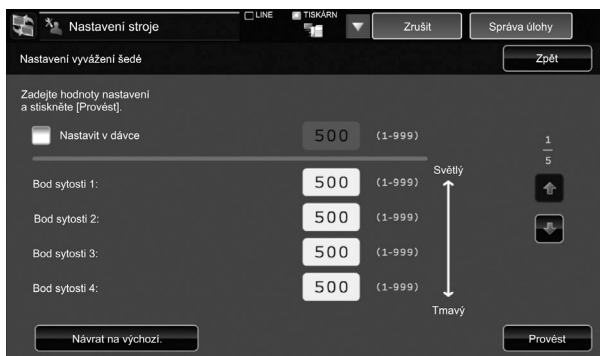 Nastavení stroje
LINE
TISKÁRN
Zrušit
Správa úlohy
Nastavení vyvážení šedé
Zpět
Zadejte hodnoty nastavení
a stiskněte [Provést].
Nastavit v dávce
500
(1-999)
1
5
Světlý
Bod sytosti 1:
500
(1-999)
Bod sytosti 2:
500
(1-999)
Bod sytosti 3:
500
(1-999)
Bod sytosti 4:
500
(1-999)
Tmavý
Návrat na výchozí.
Provést